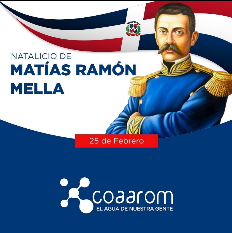 NATALICIO DE
MATÍAS RAMÓN
MELLA
25 de Febrero
coaarom
EL AGUA DE NUESTRA GENTE